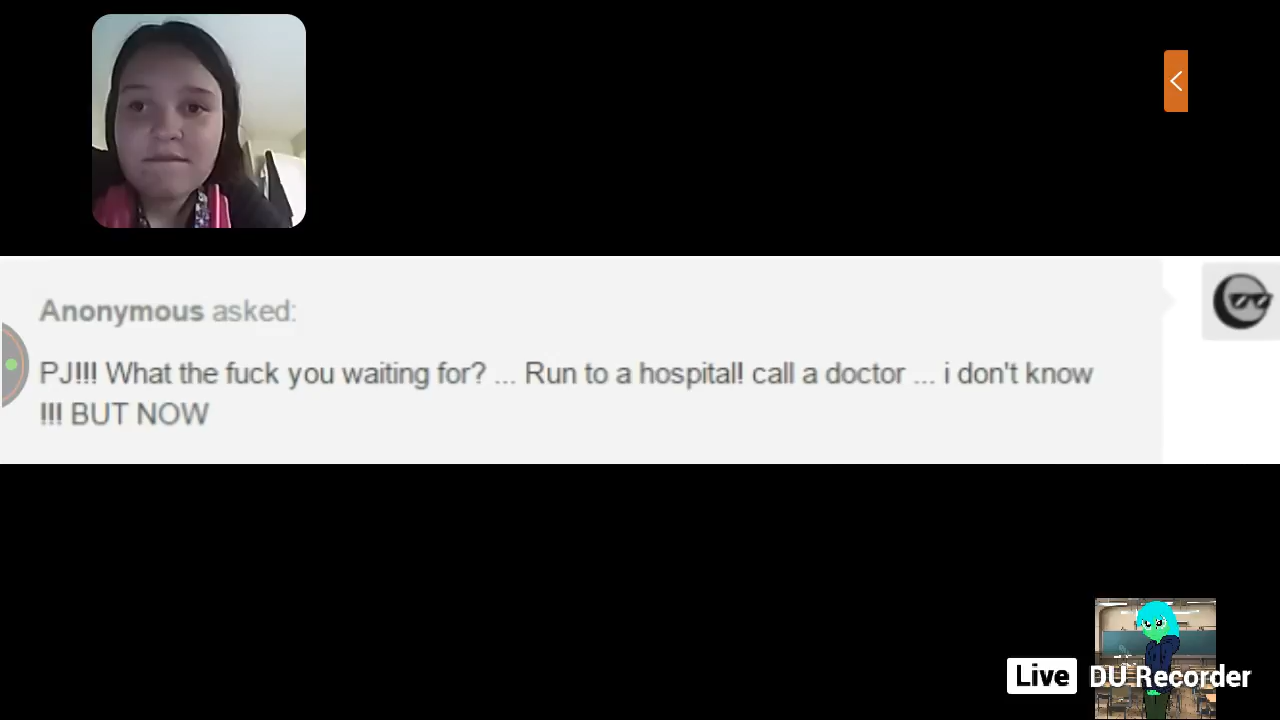 Anonymous asked:
PJ!!! What the fuck you waiting for? ... Run to a hospital! call a doctor ... i don't know
!!! BUT NOW
Live DU Recorder